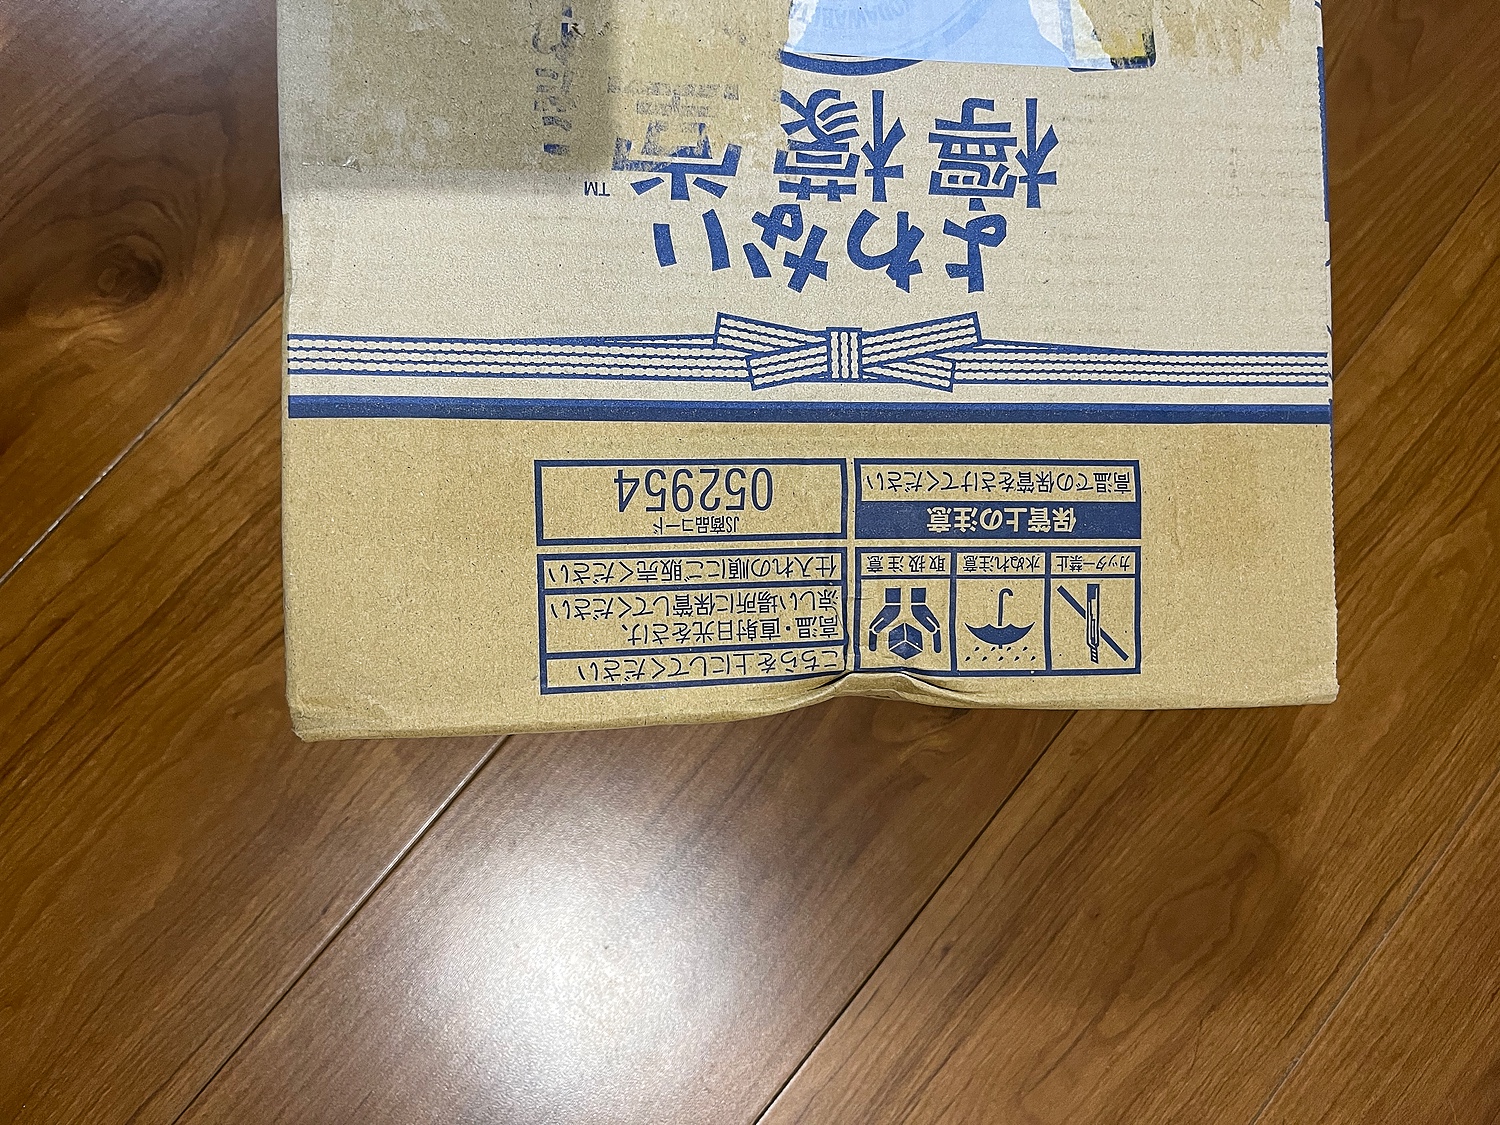 カッター禁止
水ぬれ注意
取扱注意
保管上の注意
高温での保管をさけてください
こちらを上にしてください
高温・直射日光をさけ、
涼しい場所に保管してください
仕入れの順にご販売ください
JS商品コード
052954
よわない
檸檬堂™